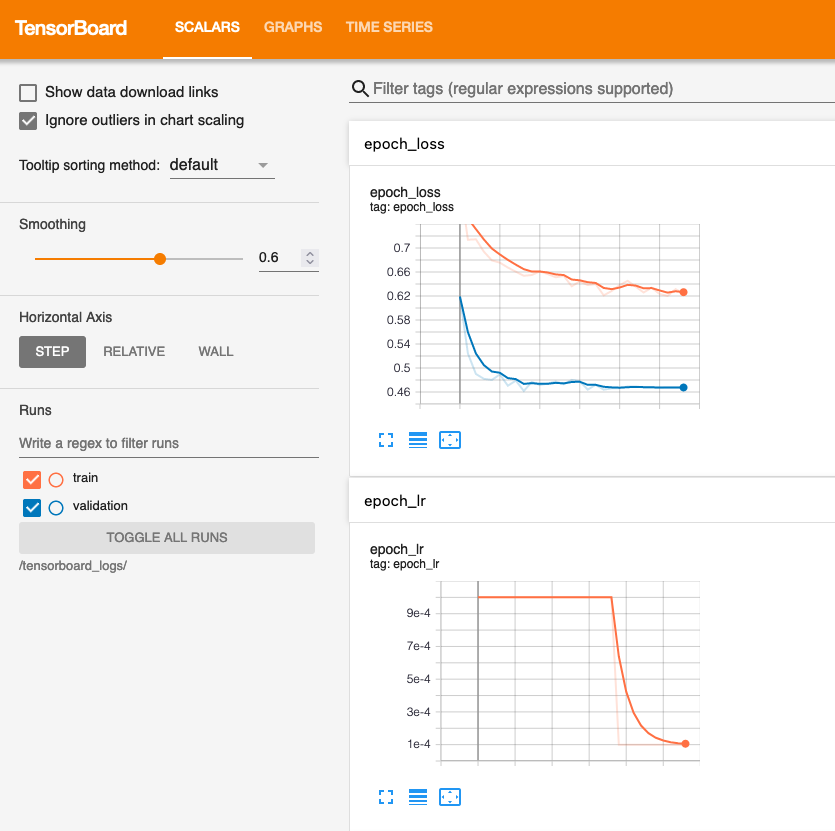 TensorBoard SCALARS GRAPHS TIME SERIES
Show data download links
Ignore outliers in chart scaling
Tooltip sorting method: default
Smoothing
0.6
Horizontal Axis
STEP RELATIVE WALL
Runs
Write a regex to filter runs
train
validation
TOGGLE ALL RUNS
/tensorboard_logs/
Filter tags (regular expressions supported)
epoch_loss
epoch_loss
tag: epoch_loss
0.7
0.66
0.62
0.58
0.54
0.5
0.46
epoch_lr
epoch_lr
tag: epoch_lr
9e-4
7e-4
5e-4
3e-4
1e-4